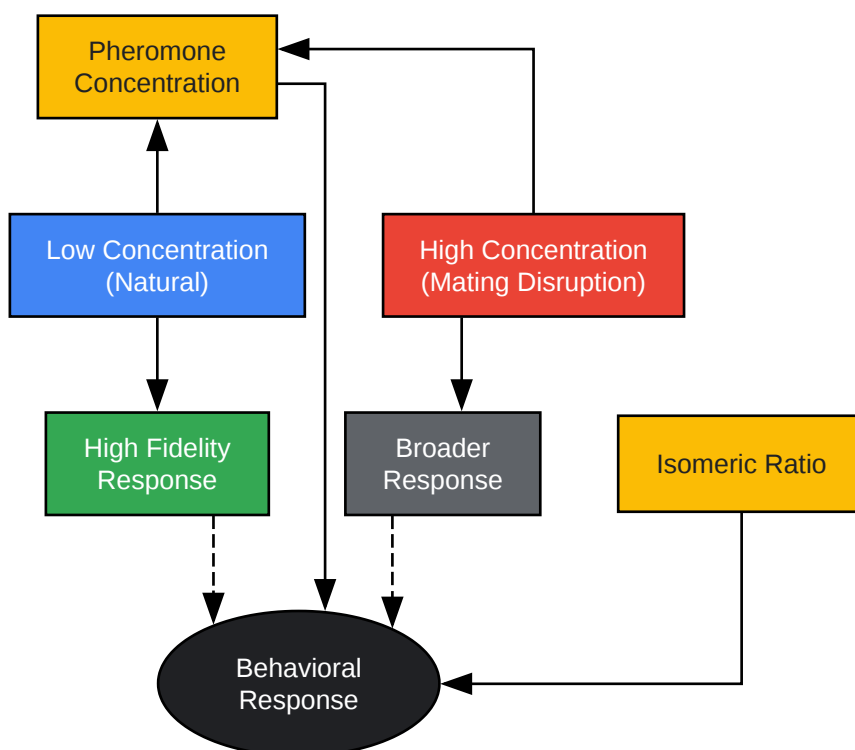 Pheromone
Concentration
Low Concentration
(Natural)
High Concentration
(Mating Disruption)
High Fidelity
Response
Broader
Response
Isomeric Ratio
Behavioral
Response